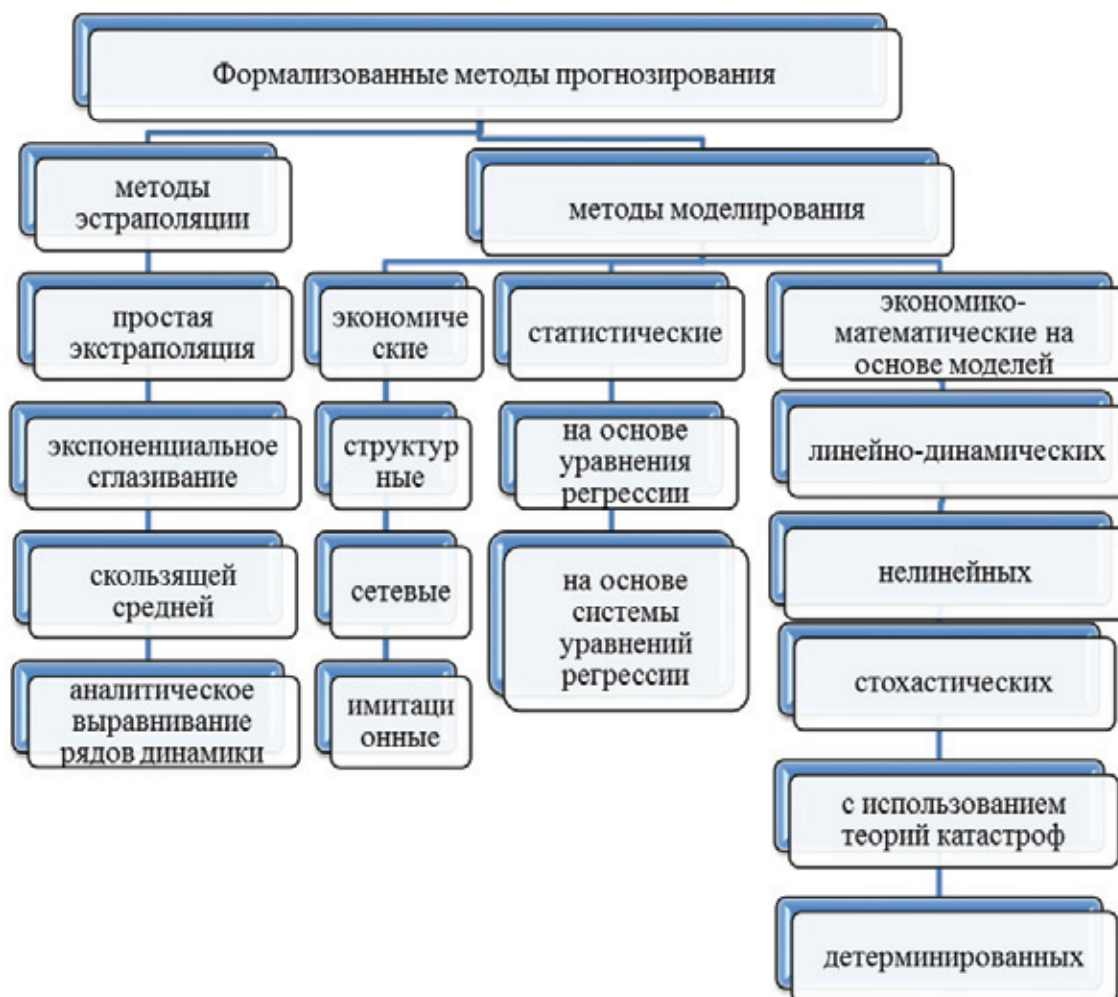 Формализованные методы прогнозирования
методы
эстраполяции
методы моделирования
простая
экстраполяция
экспоненциальное
сглазивание
скользящей
средней
аналитическое
выравнивание
рядов динамики
экономиче
ские
структур
ные
сетевые
имитаци
онные
статистические
на основе
уравнения
регрессии
на основе
системы
уравнений
регрессии
экономико-
математические на
основе моделей
линейно-динамических
нелинейных
стохастических
с использованием
теорий катастроф
детерминированных